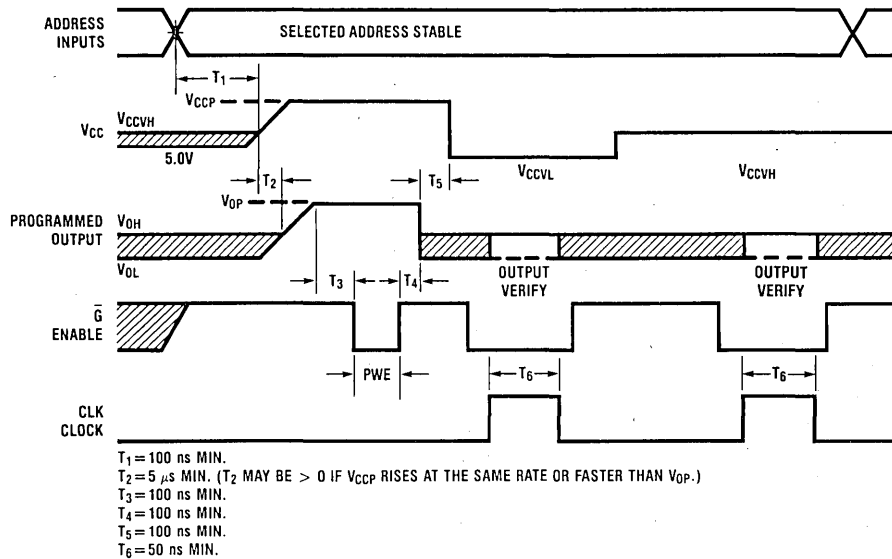 ADDRESS
INPUTS
SELECTED ADDRESS STABLE
T1
VCCP
VCC
VCCVH
5.0V
T2
T5
VCCVL
VCCVH
VOP
PROGRAMMED
OUTPUT
VOH
VOL
OUTPUT
VERIFY
OUTPUT
VERIFY
T3
T4
G̅
ENABLE
PWE
T6
T6
CLK
CLOCK
T1=100 ns MIN.
T2=5 μs MIN. (T2 MAY BE > 0 IF VCCP RISES AT THE SAME RATE OR FASTER THAN VOP.)
T3=100 ns MIN.
T4=100 ns MIN.
T5=100 ns MIN.
T6=50 ns MIN.